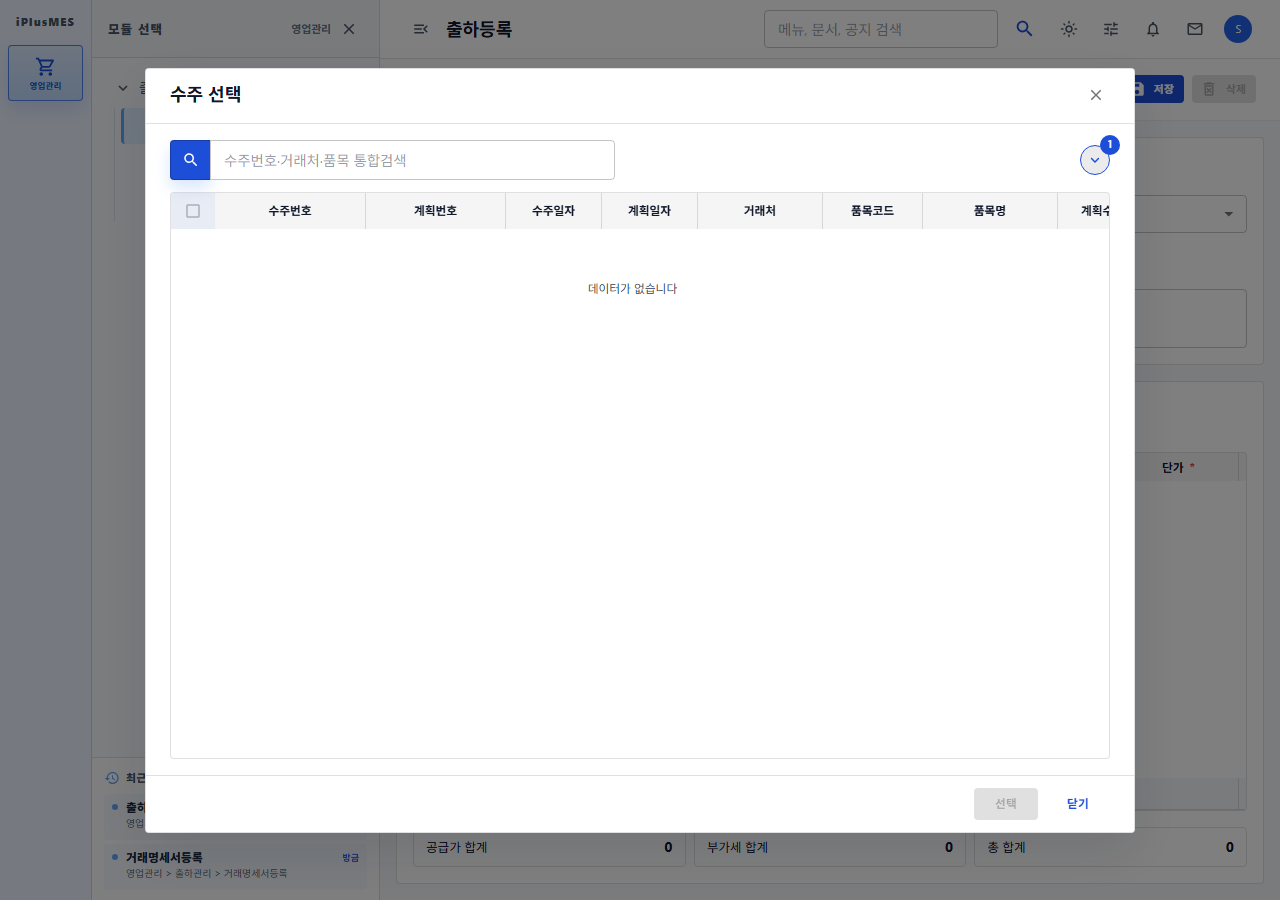 iPlusMES
모듈 선택
영업관리
출하등록
메뉴, 문서, 공지 검색
S
영업관리
저장
삭제
수주 선택
수주번호·거래처·품목 통합검색
1
수주번호
계획번호
수주일자
계획일자
거래처
품목코드
품목명
계획수
데이터가 없습니다
단가 *
선택
닫기
최근
출하
영업
거래명세서등록
방금
영업관리 > 출하관리 > 거래명세서등록
공급가 합계
0
부가세 합계
0
총 합계
0